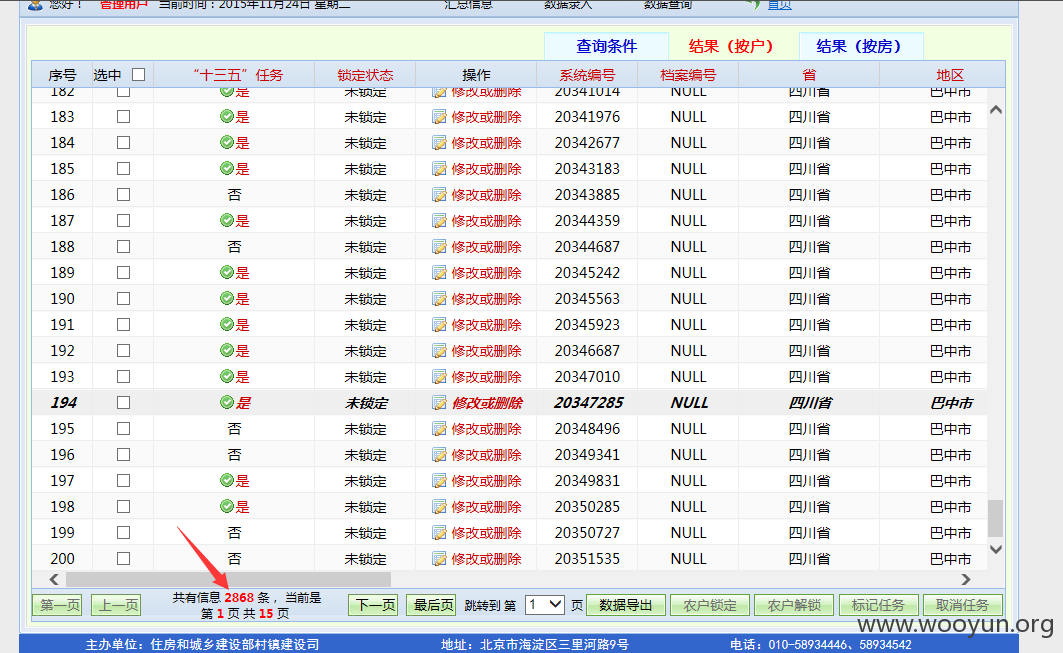 您好！ 管理用户 当前时间：2015年11月24日 星期二 汇总信息 数据录入 数据查询 首页
查询条件 结果（按户） 结果（按房）
序号 选中 “十三五”任务 锁定状态 操作 系统编号 档案编号 省 地区
182 是 未锁定 修改或删除 20341014 NULL 四川省 巴中市
183 是 未锁定 修改或删除 20341976 NULL 四川省 巴中市
184 是 未锁定 修改或删除 20342677 NULL 四川省 巴中市
185 是 未锁定 修改或删除 20343183 NULL 四川省 巴中市
186 否 未锁定 修改或删除 20343885 NULL 四川省 巴中市
187 是 未锁定 修改或删除 20344359 NULL 四川省 巴中市
188 否 未锁定 修改或删除 20344687 NULL 四川省 巴中市
189 是 未锁定 修改或删除 20345242 NULL 四川省 巴中市
190 是 未锁定 修改或删除 20345563 NULL 四川省 巴中市
191 是 未锁定 修改或删除 20345923 NULL 四川省 巴中市
192 是 未锁定 修改或删除 20346687 NULL 四川省 巴中市
193 是 未锁定 修改或删除 20347010 NULL 四川省 巴中市
194 是 未锁定 修改或删除 20347285 NULL 四川省 巴中市
195 否 未锁定 修改或删除 20348496 NULL 四川省 巴中市
196 否 未锁定 修改或删除 20349341 NULL 四川省 巴中市
197 是 未锁定 修改或删除 20349831 NULL 四川省 巴中市
198 是 未锁定 修改或删除 20350285 NULL 四川省 巴中市
199 否 未锁定 修改或删除 20350727 NULL 四川省 巴中市
200 否 未锁定 修改或删除 20351535 NULL 四川省 巴中市
第一页 上一页 共有信息 2868 条，当前是
第 1 页 共 15 页 下一页 最后页 跳转到 第 1 页 数据导出 农户锁定 农户解锁 标记任务 取消任务
www.wooyun.org
主办单位：住房和城乡建设部村镇建设司 地址：北京市海淀区三里河路9号 电话：010-58934446、58934542